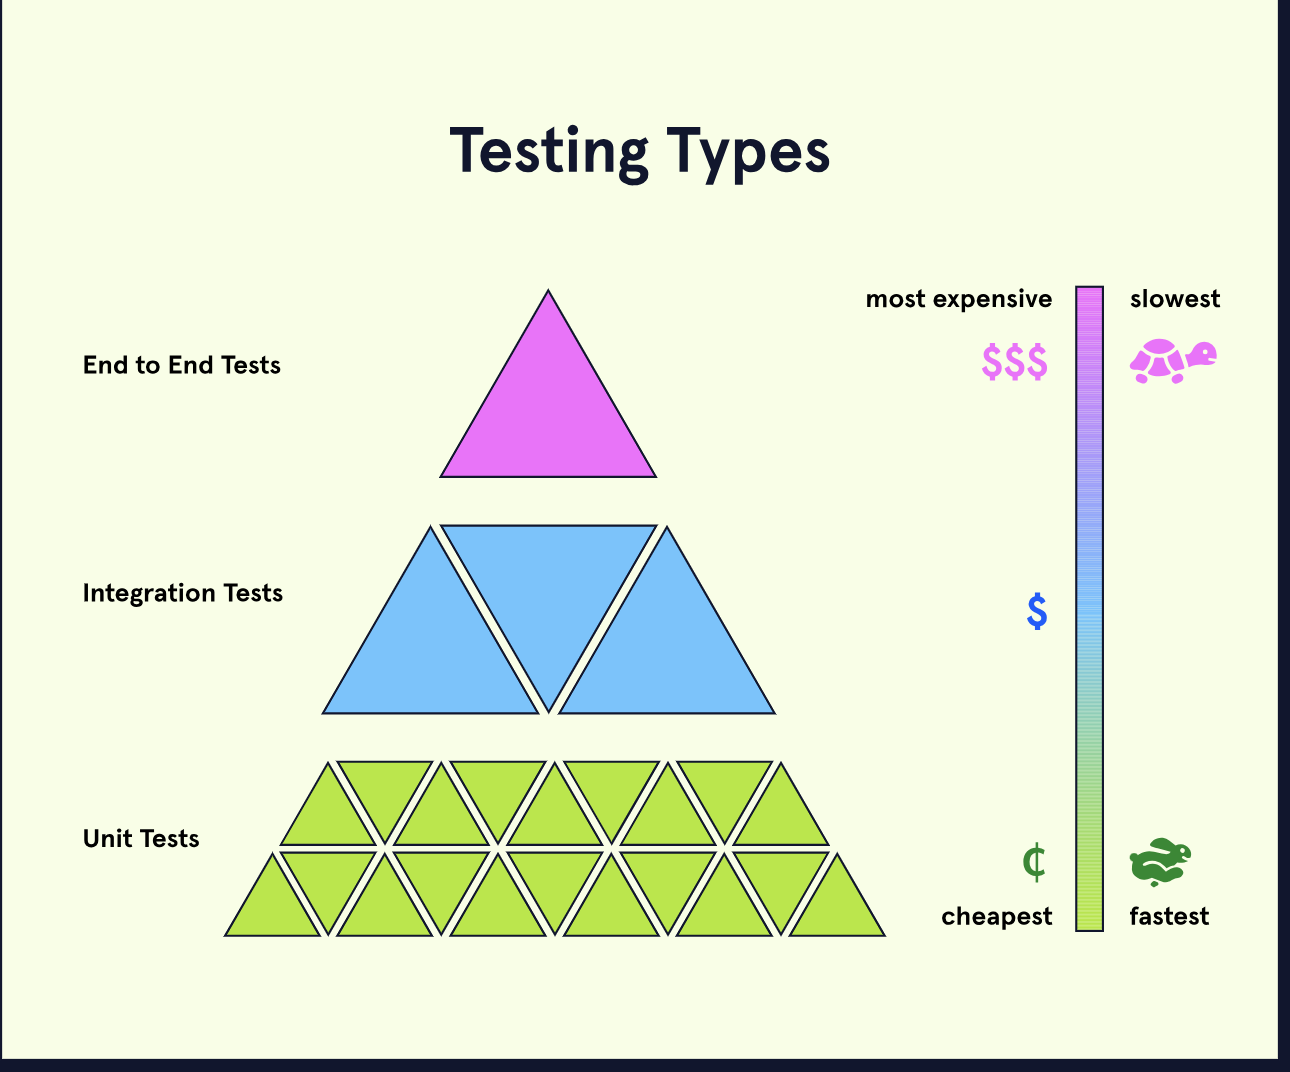 Testing Types
most expensive
slowest
$$$
End to End Tests
Integration Tests
$
Unit Tests
¢
cheapest
fastest